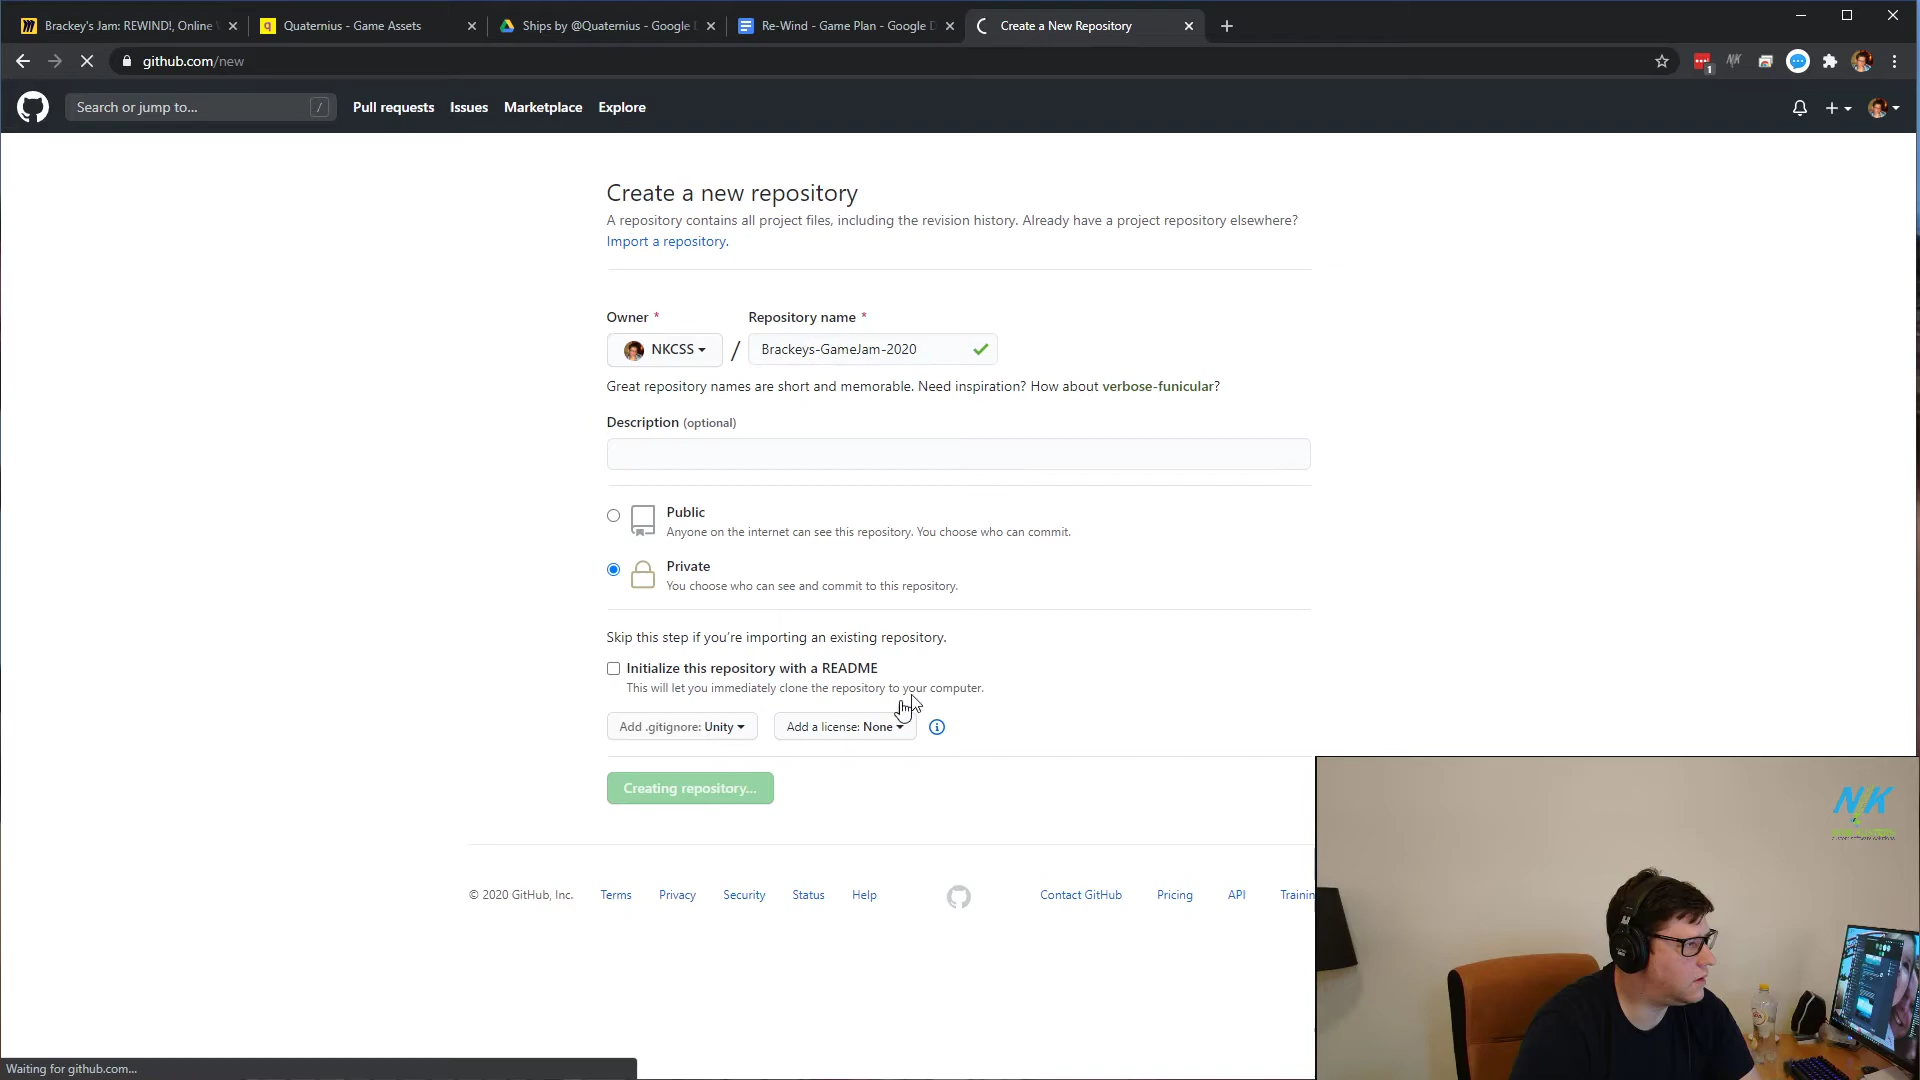 Brackey's Jam: REWIND!, Online
Quaternius - Game Assets
Ships by @Quaternius - Google
Re-Wind - Game Plan - Google D
Create a New Repository
github.com/new
1
NK
Search or jump to...
/
Pull requests
Issues
Marketplace
Explore
Create a new repository
A repository contains all project files, including the revision history. Already have a project repository elsewhere?
Import a repository.
Owner *
Repository name *
NKCSS
/
Brackeys-GameJam-2020
Great repository names are short and memorable. Need inspiration? How about verbose-funicular?
Description (optional)
Public
Anyone on the internet can see this repository. You choose who can commit.
Private
You choose who can see and commit to this repository.
Skip this step if you're importing an existing repository.
Initialize this repository with a README
This will let you immediately clone the repository to your computer.
Add .gitignore: Unity
Add a license: None
Creating repository...
NK
© 2020 GitHub, Inc.
Terms
Privacy
Security
Status
Help
Contact GitHub
Pricing
API
Trainin
Waiting for github.com...